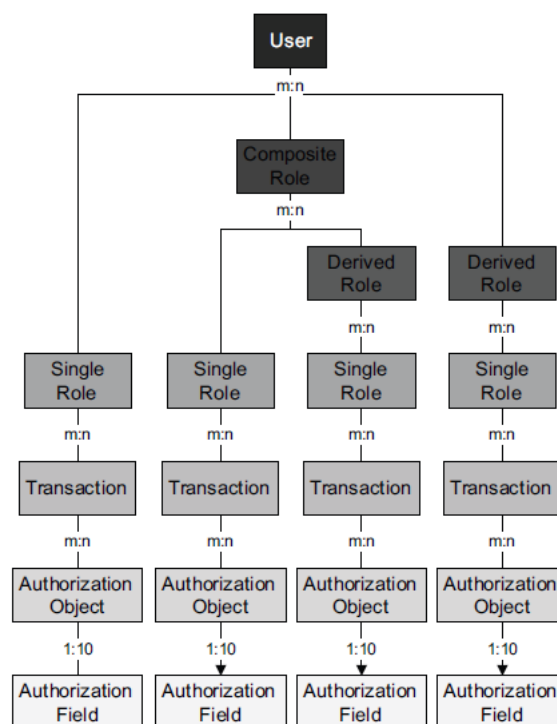 User
m:n
Composite
Role
m:n
Derived Derived
Role Role
m:n m:n
Single Single Single Single
Role Role Role Role
m:n m:n m:n m:n
Transaction Transaction Transaction Transaction
m:n m:n m:n m:n
Authorization Authorization Authorization Authorization
Object Object Object Object
1:10 1:10 1:10 1:10
Authorization Authorization Authorization Authorization
Field Field Field Field